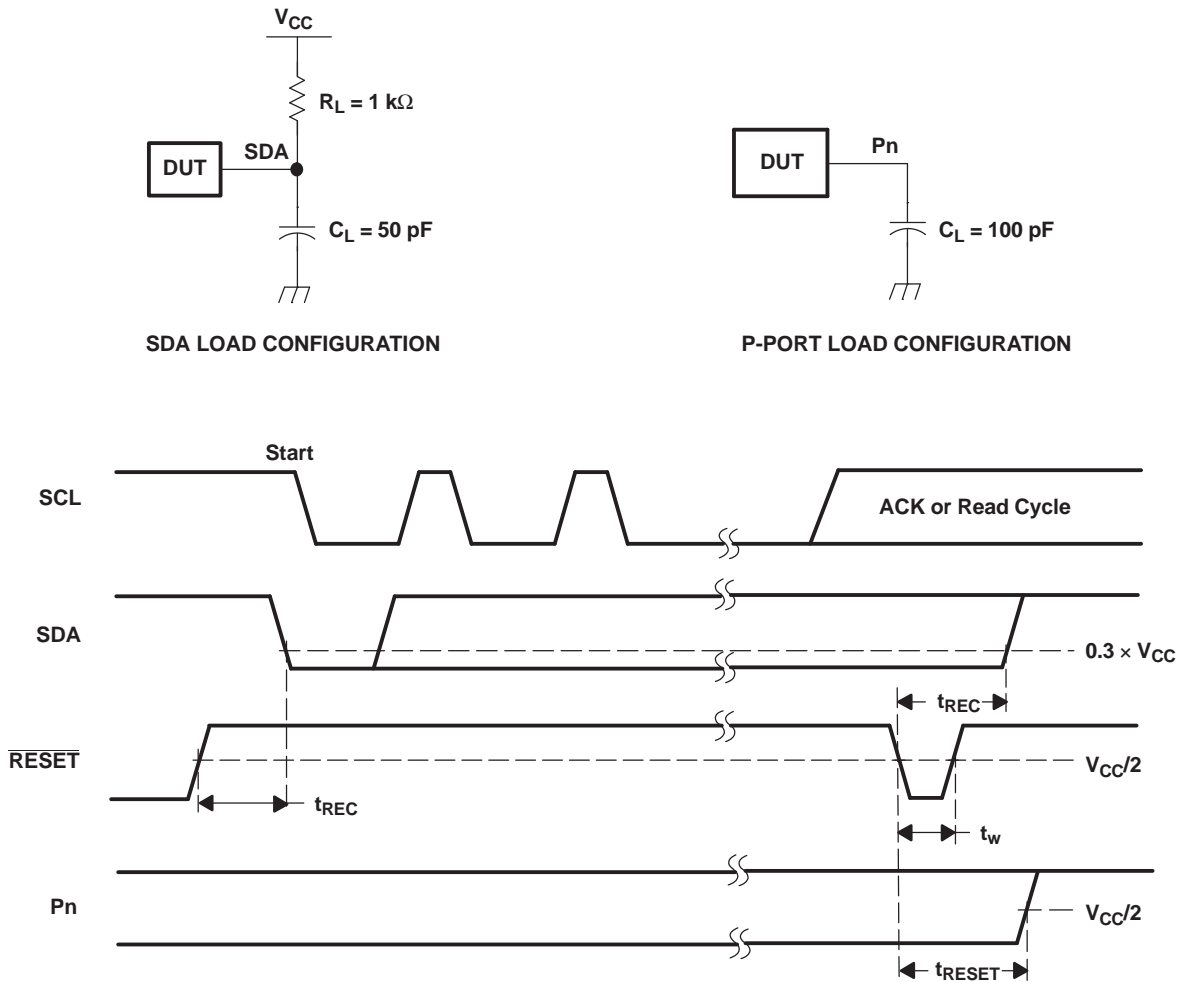 VCC
RL = 1 kΩ
DUT
SDA
CL = 50 pF
SDA LOAD CONFIGURATION
DUT
Pn
CL = 100 pF
P-PORT LOAD CONFIGURATION
Start
SCL
ACK or Read Cycle
SDA
0.3 × VCC
tREC
RESET
VCC/2
tREC
tw
Pn
VCC/2
tRESET